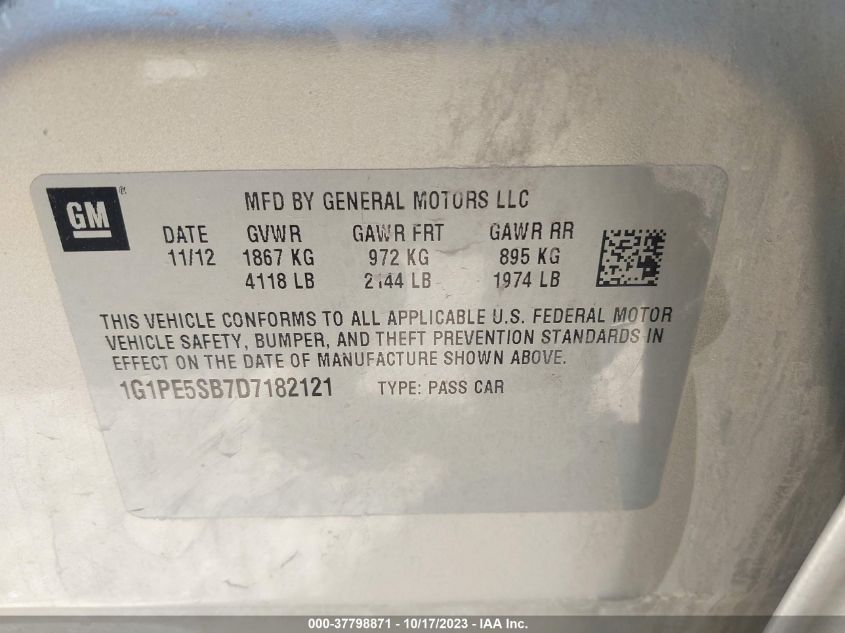 GM ®
MFD BY GENERAL MOTORS LLC
DATE GVWR GAWR FRT GAWR RR
11/12 1867 KG 972 KG 895 KG
4118 LB 2144 LB 1974 LB
THIS VEHICLE CONFORMS TO ALL APPLICABLE U.S. FEDERAL MOTOR
VEHICLE SAFETY, BUMPER, AND THEFT PREVENTION STANDARDS IN
EFFECT ON THE DATE OF MANUFACTURE SHOWN ABOVE.
1G1PE5SB7D7182121 TYPE: PASS CAR
000-37798871 - 10/17/2023 - IAA Inc.